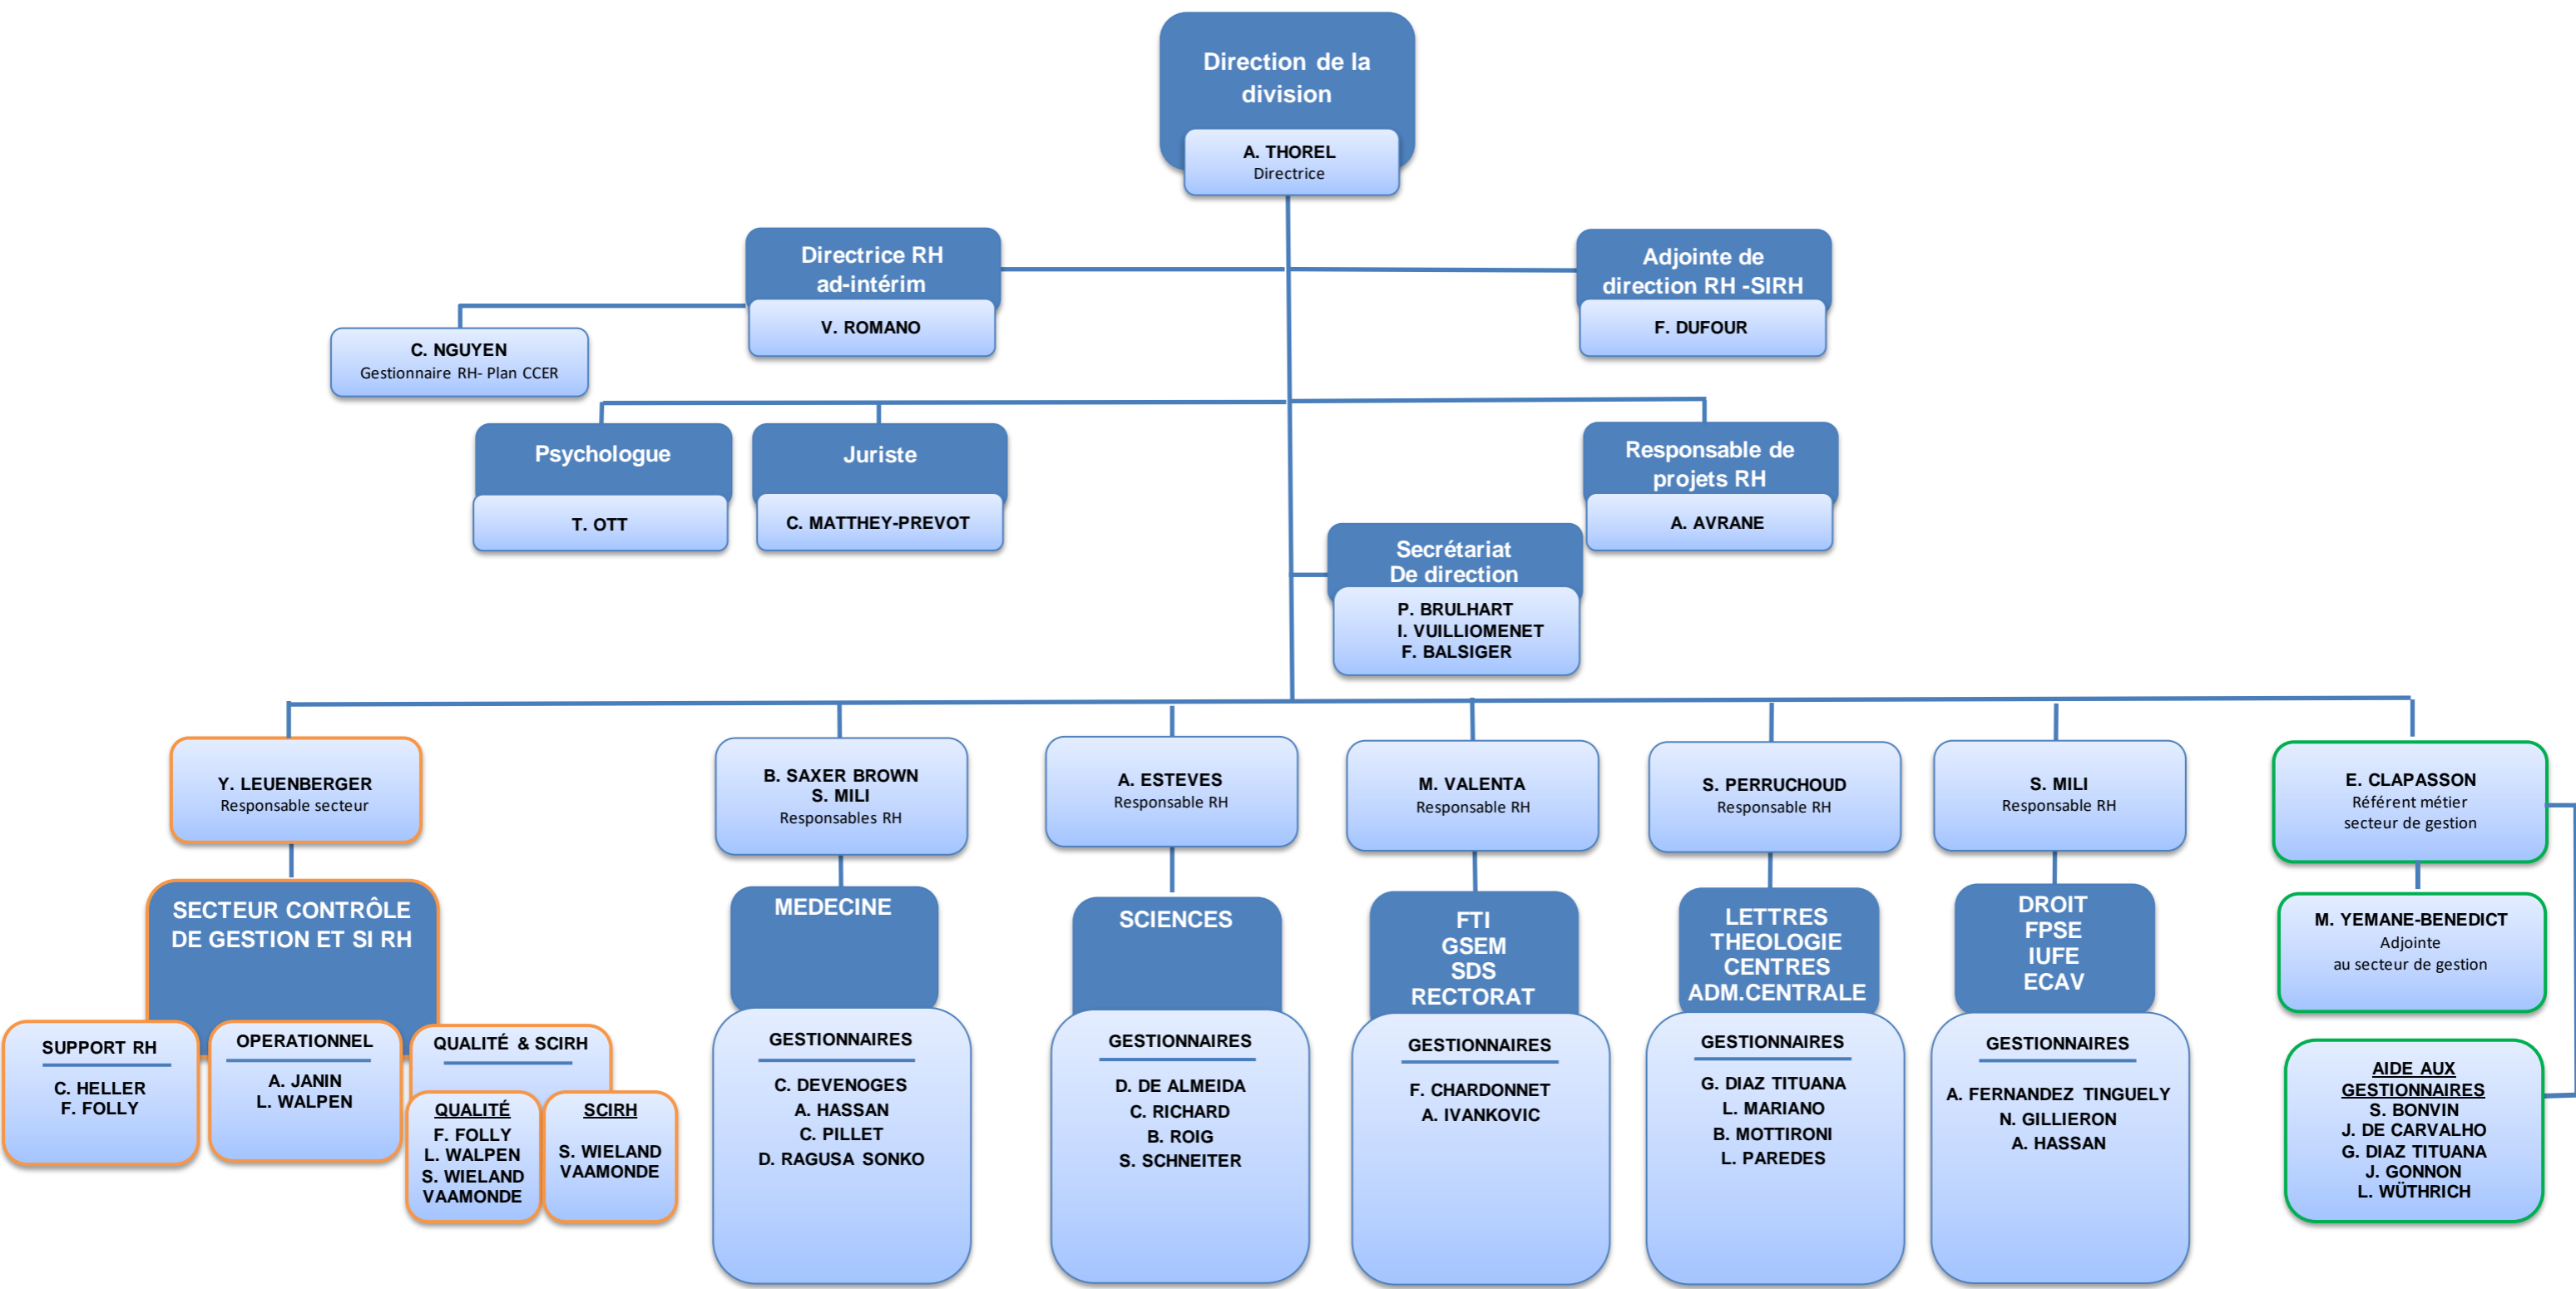 Direction de la
division
A. THOREL
Directrice
Directrice RH
ad-intérim
V. ROMANO
Adjointe de
direction RH -SIRH
F. DUFOUR
C. NGUYEN
Gestionnaire RH- Plan CCER
Psychologue
T. OTT
Juriste
C. MATTHEY-PREVOT
Responsable de
projets RH
A. AVRANE
Secrétariat
De direction
P. BRULHART
I. VUILLIOMENET
F. BALSIGER
Y. LEUENBERGER
Responsable secteur
SECTEUR CONTRÔLE
DE GESTION ET SI RH
SUPPORT RH
C. HELLER
F. FOLLY
OPERATIONNEL
A. JANIN
L. WALPEN
QUALITÉ & SCIRH
QUALITÉ
F. FOLLY
L. WALPEN
S. WIELAND
VAAMONDE
SCIRH
S. WIELAND
VAAMONDE
B. SAXER BROWN
S. MILI
Responsables RH
MEDECINE
GESTIONNAIRES
C. DEVENOGES
A. HASSAN
C. PILLET
D. RAGUSA SONKO
A. ESTEVES
Responsable RH
SCIENCES
GESTIONNAIRES
D. DE ALMEIDA
C. RICHARD
B. ROIG
S. SCHNEITER
M. VALENTA
Responsable RH
FTI
GSEM
SDS
RECTORAT
GESTIONNAIRES
F. CHARDONNET
A. IVANKOVIC
S. PERRUCHOUD
Responsable RH
LETTRES
THEOLOGIE
CENTRES
ADM.CENTRALE
GESTIONNAIRES
G. DIAZ TITUANA
L. MARIANO
B. MOTTIRONI
L. PAREDES
S. MILI
Responsable RH
DROIT
FPSE
IUFE
ECAV
GESTIONNAIRES
A. FERNANDEZ TINGUELY
N. GILLIERON
A. HASSAN
E. CLAPASSON
Référent métier
secteur de gestion
M. YEMANE-BENEDICT
Adjointe
au secteur de gestion
AIDE AUX
GESTIONNAIRES
S. BONVIN
J. DE CARVALHO
G. DIAZ TITUANA
J. GONNON
L. WÜTHRICH